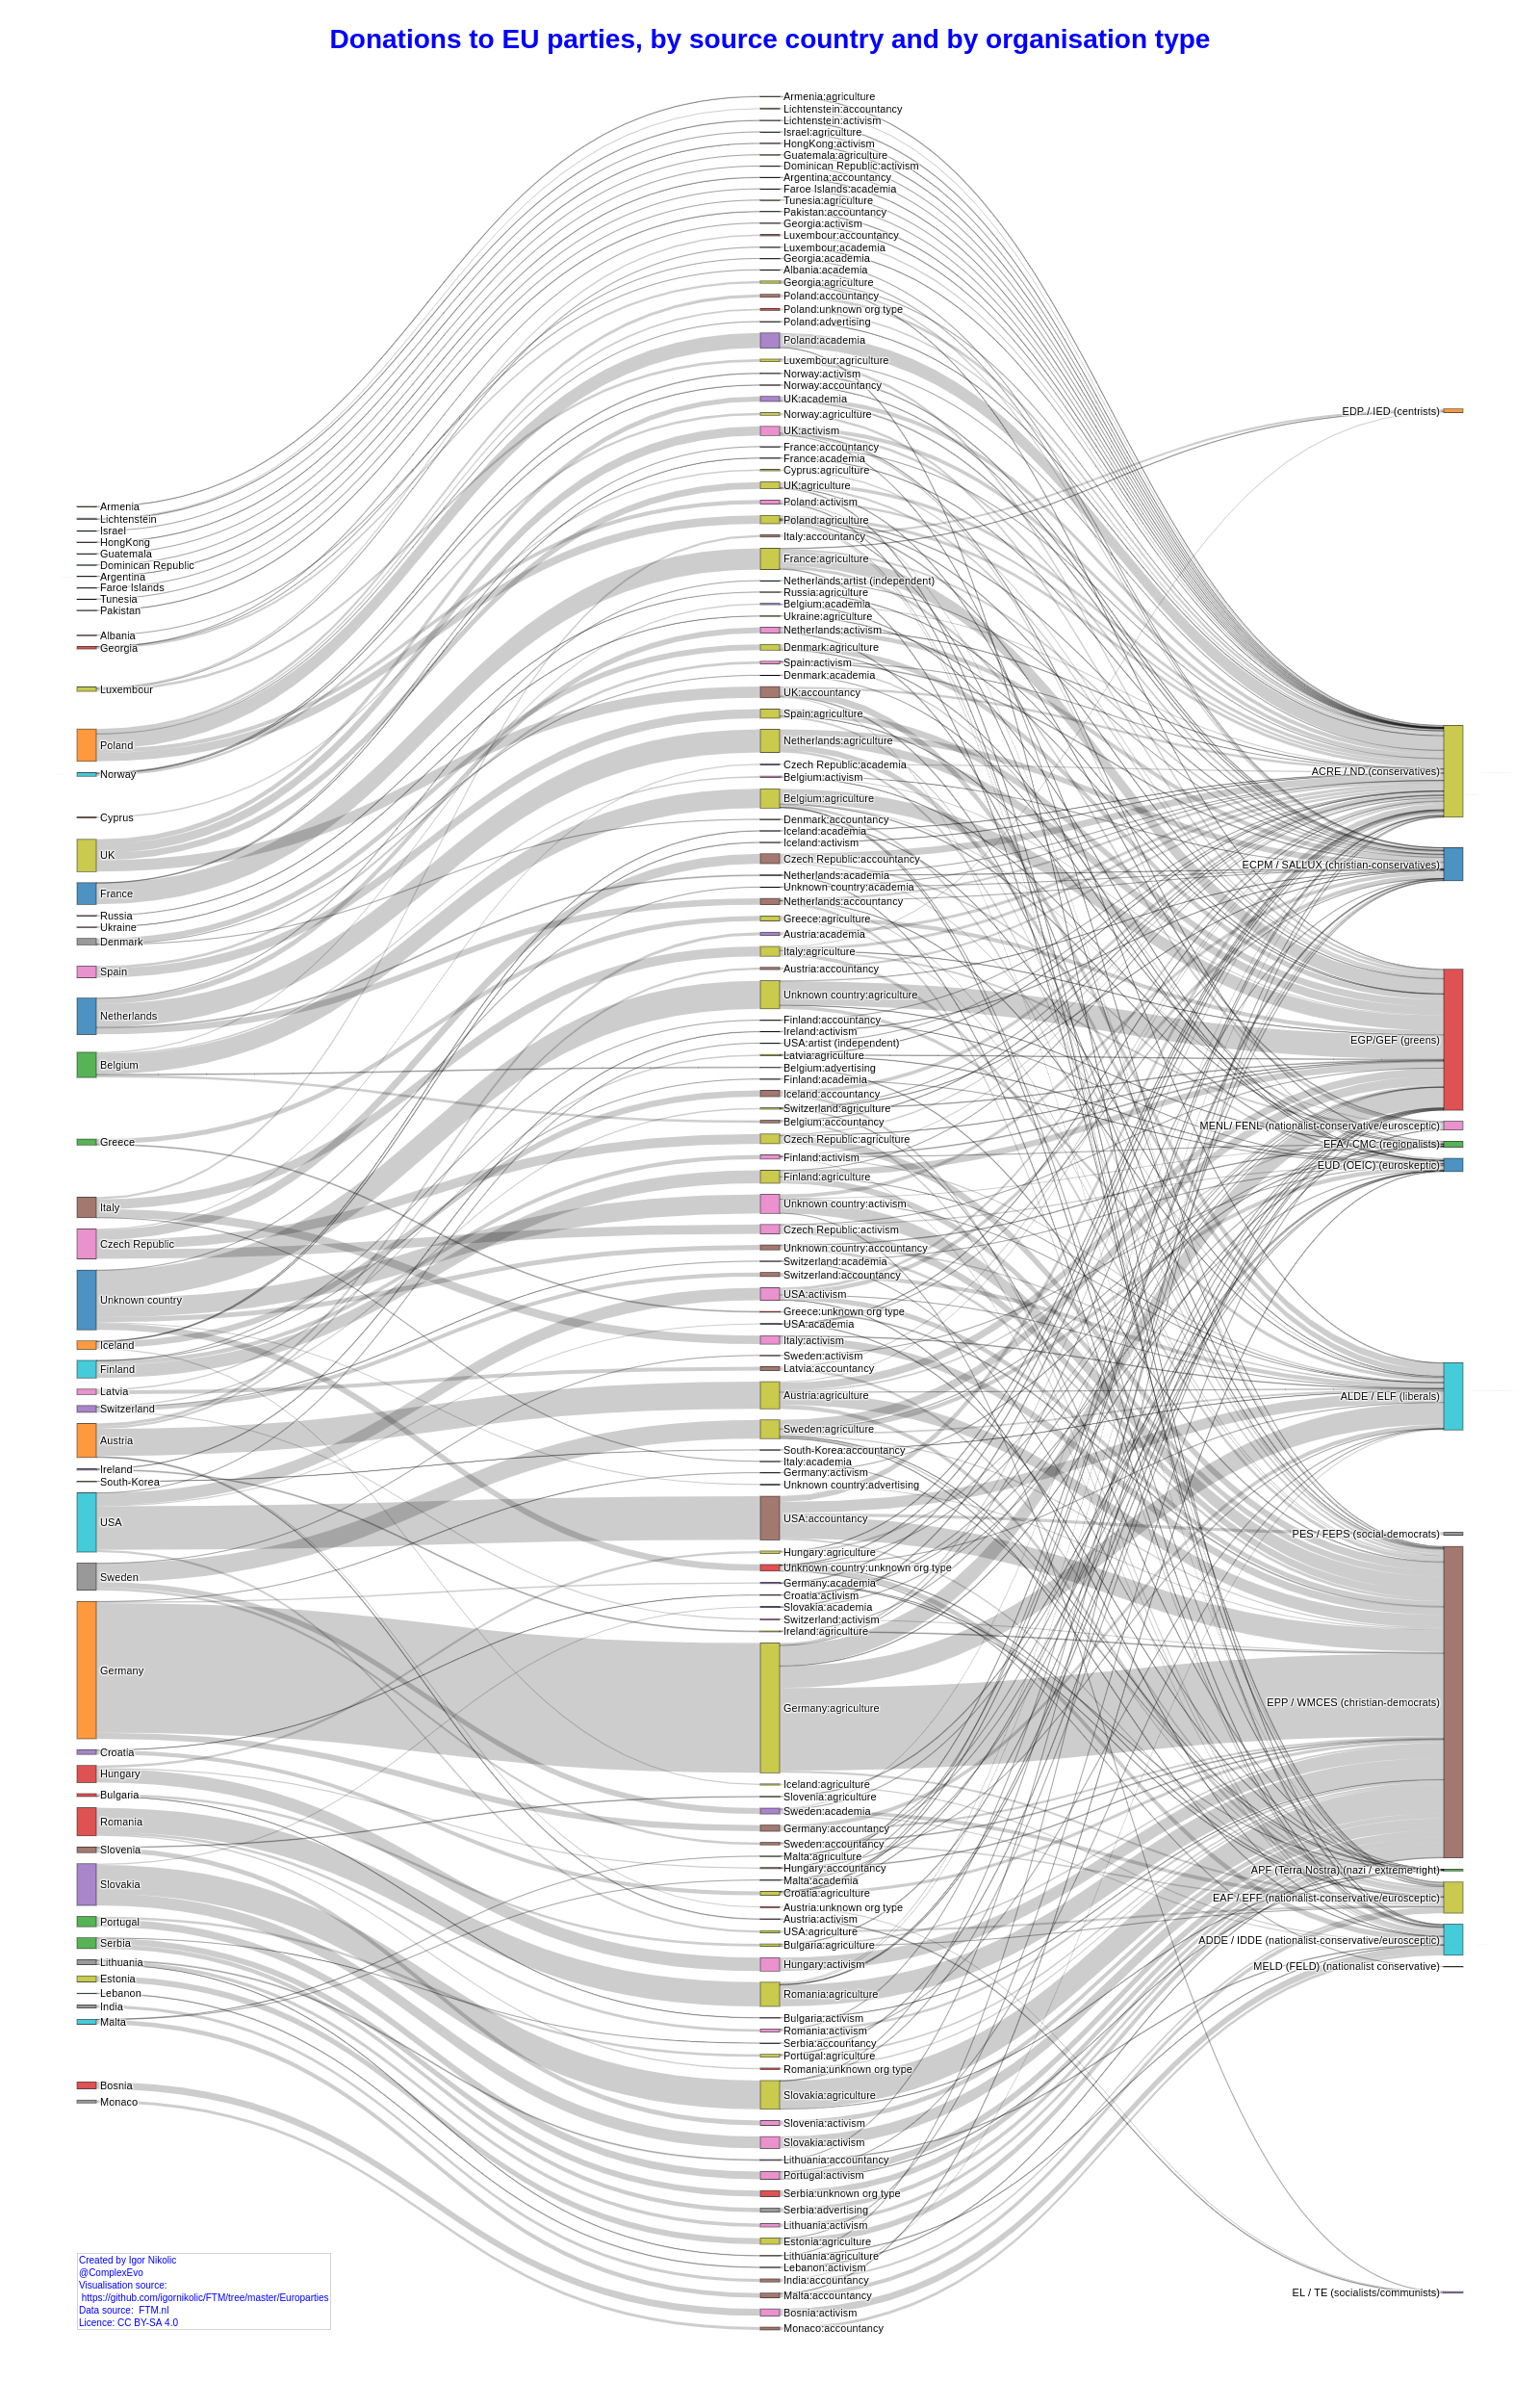 Donations to EU parties, by source country and by organisation type
Armenia
Lichtenstein
Israel
HongKong
Guatemala
Dominican Republic
Argentina
Faroe Islands
Tunesia
Pakistan
Albania
Georgia
Luxembour
Poland
Norway
Cyprus
UK
France
Russia
Ukraine
Denmark
Spain
Netherlands
Belgium
Greece
Italy
Czech Republic
Unknown country
Iceland
Finland
Latvia
Switzerland
Austria
Ireland
South-Korea
USA
Sweden
Germany
Croatia
Hungary
Bulgaria
Romania
Slovenia
Slovakia
Portugal
Serbia
Lithuania
Estonia
Lebanon
India
Malta
Bosnia
Monaco
Armenia:agriculture
Lichtenstein:accountancy
Lichtenstein:activism
Israel:agriculture
HongKong:activism
Guatemala:agriculture
Dominican Republic:activism
Argentina:accountancy
Faroe Islands:academia
Tunesia:agriculture
Pakistan:accountancy
Georgia:activism
Luxembour:accountancy
Luxembour:academia
Georgia:academia
Albania:academia
Georgia:agriculture
Poland:accountancy
Poland:unknown org type
Poland:advertising
Poland:academia
Luxembour:agriculture
Norway:activism
Norway:accountancy
UK:academia
Norway:agriculture
UK:activism
France:accountancy
France:academia
Cyprus:agriculture
UK:agriculture
Poland:activism
Poland:agriculture
Italy:accountancy
France:agriculture
Netherlands:artist (independent)
Russia:agriculture
Belgium:academia
Ukraine:agriculture
Netherlands:activism
Denmark:agriculture
Spain:activism
Denmark:academia
UK:accountancy
Spain:agriculture
Netherlands:agriculture
Czech Republic:academia
Belgium:activism
Belgium:agriculture
Denmark:accountancy
Iceland:academia
Iceland:activism
Czech Republic:accountancy
Netherlands:academia
Unknown country:academia
Netherlands:accountancy
Greece:agriculture
Austria:academia
Italy:agriculture
Austria:accountancy
Unknown country:agriculture
Finland:accountancy
Ireland:activism
USA:artist (independent)
Latvia:agriculture
Belgium:advertising
Finland:academia
Iceland:accountancy
Switzerland:agriculture
Belgium:accountancy
Czech Republic:agriculture
Finland:activism
Finland:agriculture
Unknown country:activism
Czech Republic:activism
Unknown country:accountancy
Switzerland:academia
Switzerland:accountancy
USA:activism
Greece:unknown org type
USA:academia
Italy:activism
Sweden:activism
Latvia:accountancy
Austria:agriculture
Sweden:agriculture
South-Korea:accountancy
Italy:academia
Germany:activism
Unknown country:advertising
USA:accountancy
Hungary:agriculture
Unknown country:unknown org type
Germany:academia
Croatia:activism
Slovakia:academia
Switzerland:activism
Ireland:agriculture
Germany:agriculture
Iceland:agriculture
Slovenia:agriculture
Sweden:academia
Germany:accountancy
Sweden:accountancy
Malta:agriculture
Hungary:accountancy
Malta:academia
Croatia:agriculture
Austria:unknown org type
Austria:activism
USA:agriculture
Bulgaria:agriculture
Hungary:activism
Romania:agriculture
Bulgaria:activism
Romania:activism
Serbia:accountancy
Portugal:agriculture
Romania:unknown org type
Slovakia:agriculture
Slovenia:activism
Slovakia:activism
Lithuania:accountancy
Portugal:activism
Serbia:unknown org type
Serbia:advertising
Lithuania:activism
Estonia:agriculture
Lithuania:agriculture
Lebanon:activism
India:accountancy
Malta:accountancy
Bosnia:activism
Monaco:accountancy
EDP / IED (centrists)
ACRE / ND (conservatives)
ECPM / SALLUX (christian-conservatives)
EGP/GEF (greens)
MENL/ FENL (nationalist-conservative/eurosceptic)
EFA / CMC (regionalists)
EUD (OEIC) (euroskeptic)
ALDE / ELF (liberals)
PES / FEPS (social-democrats)
EPP / WMCES (christian-democrats)
APF (Terra Nostra) (nazi / extreme-right)
EAF / EFF (nationalist-conservative/eurosceptic)
ADDE / IDDE (nationalist-conservative/eurosceptic)
MELD (FELD) (nationalist conservative)
EL / TE (socialists/communists)
Created by Igor Nikolic
@ComplexEvo
Visualisation source:
https://github.com/igornikolic/FTM/tree/master/Europarties
Data source: FTM.nl
Licence: CC BY-SA 4.0